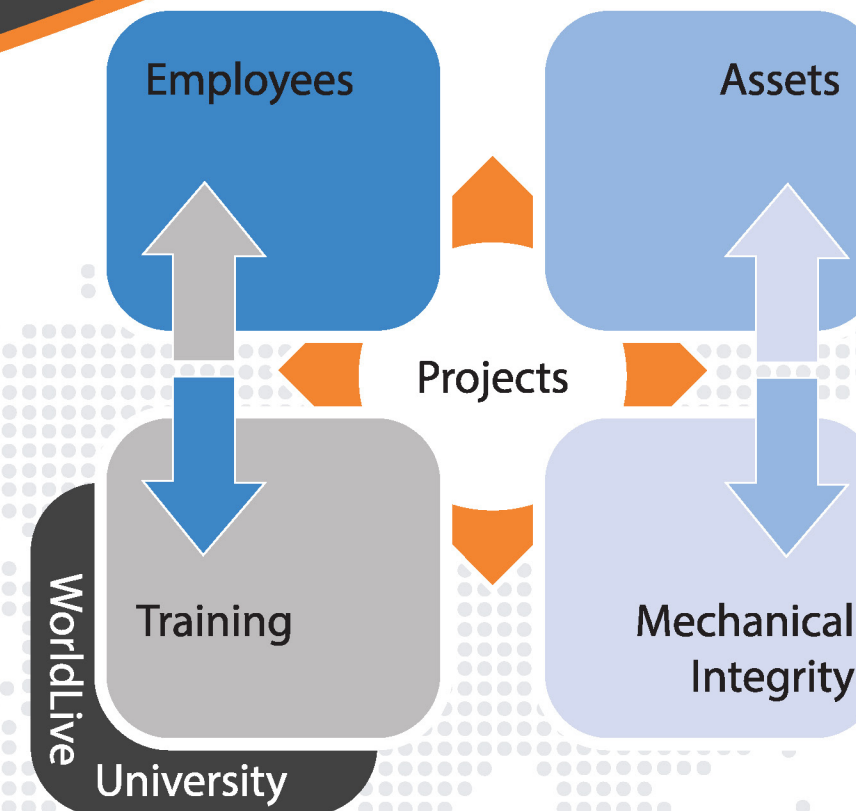 Employees
Assets
Projects
Training
Mechanical
Integrity
WorldLive
University